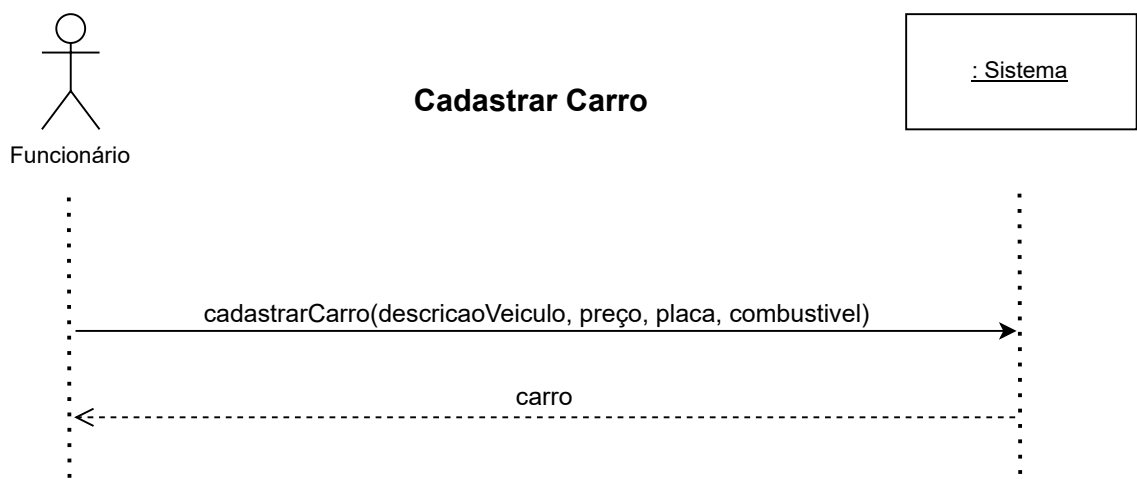 : Sistema
Cadastrar Carro
Funcionário
cadastrarCarro(descricaoVeiculo, preço, placa, combustivel)
carro